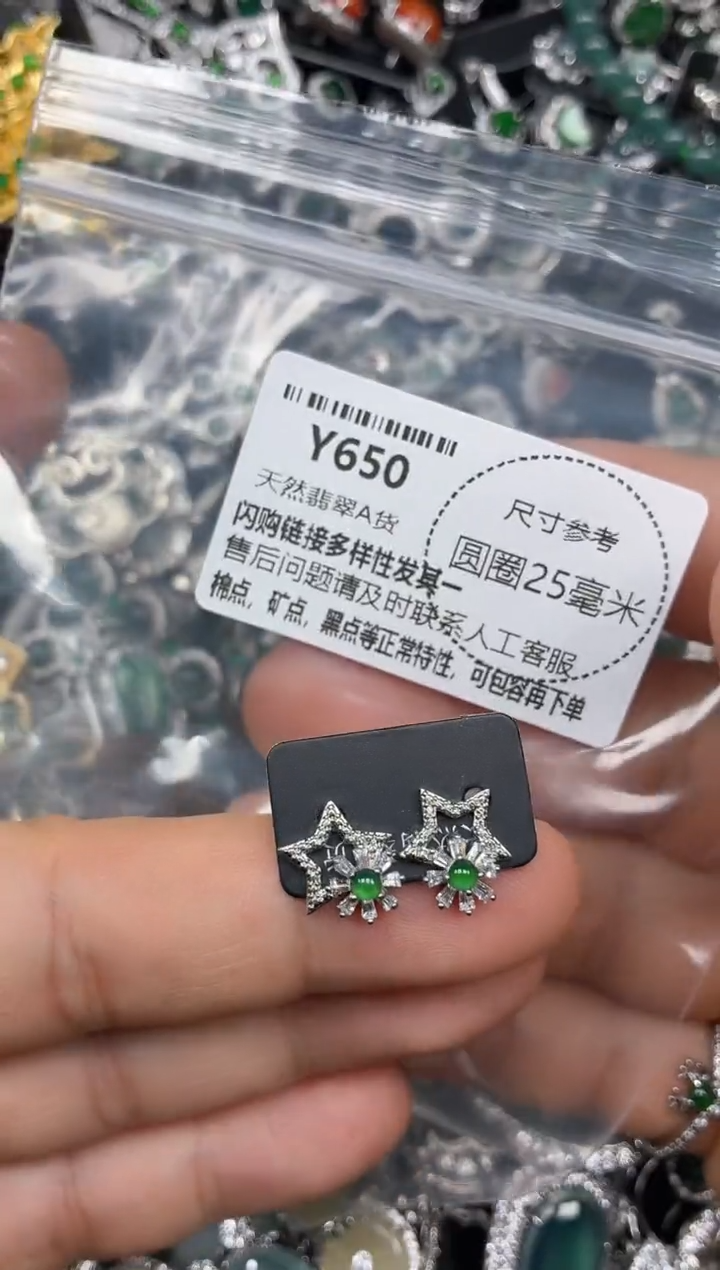 Y650
天然翡翠A货
闪购链接多样性发其一
售后问题请及时联系人工客服
棉点，矿点，黑点等正常特性，可包容再下单
尺寸参考
圆圈25毫米